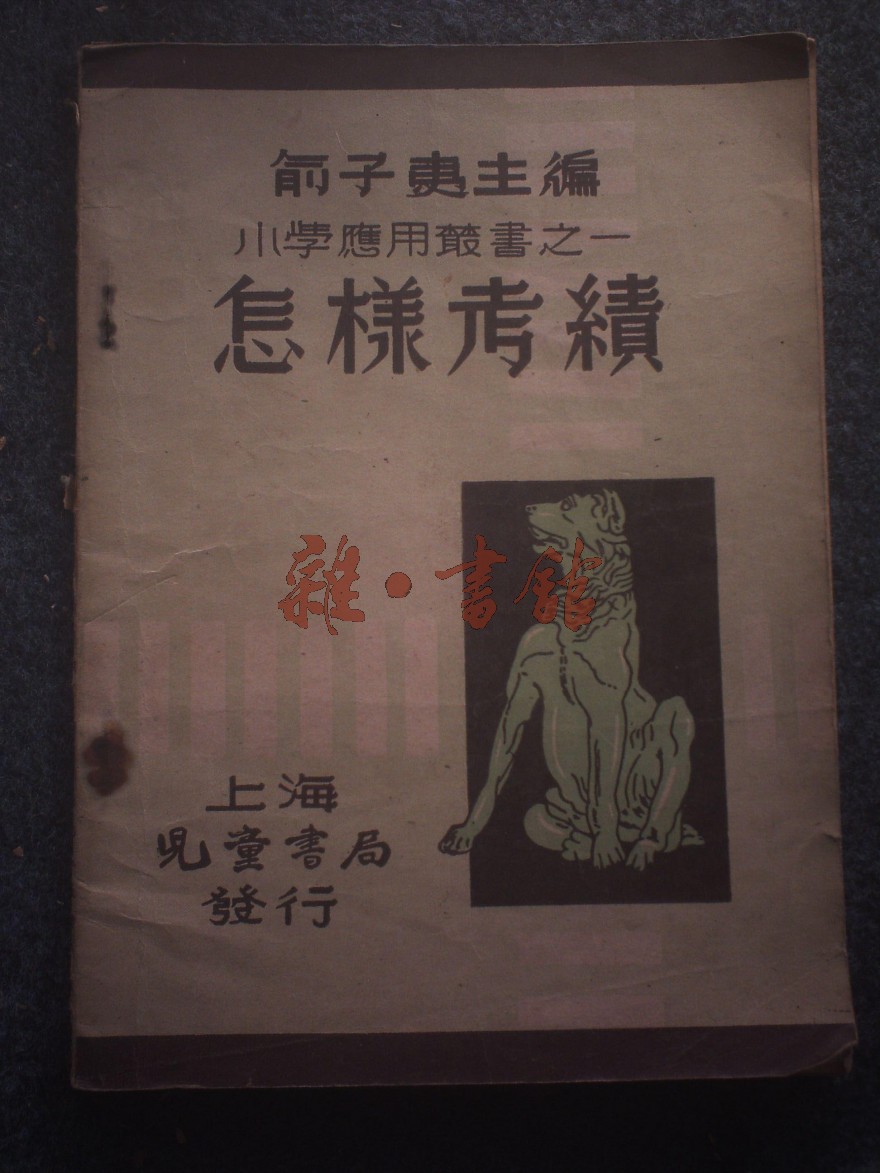 俞子夷主編
小學應用叢書之一
怎樣考績
雜·書館
上海
兒童書局
發行